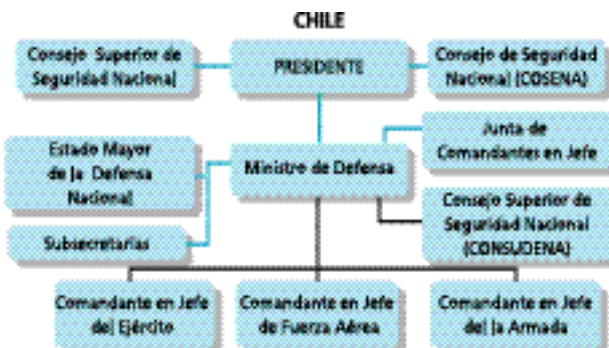 CHILE
Consejo Superior de
Seguridad Nacional
PRESIDENTE
Consejo de Seguridad
Nacional (COSENA)
Junta de
Comandantes en Jefe
Estado Mayor
de la Defensa
Nacional
Ministro de Defensa
Consejo Superior de
Seguridad Nacional
(CONSUDENA)
Subsecretarias
Comandante en Jefe
del Ejército
Comandante en Jefe
de Fuerza Aérea
Comandante en Jefe
del la Armada